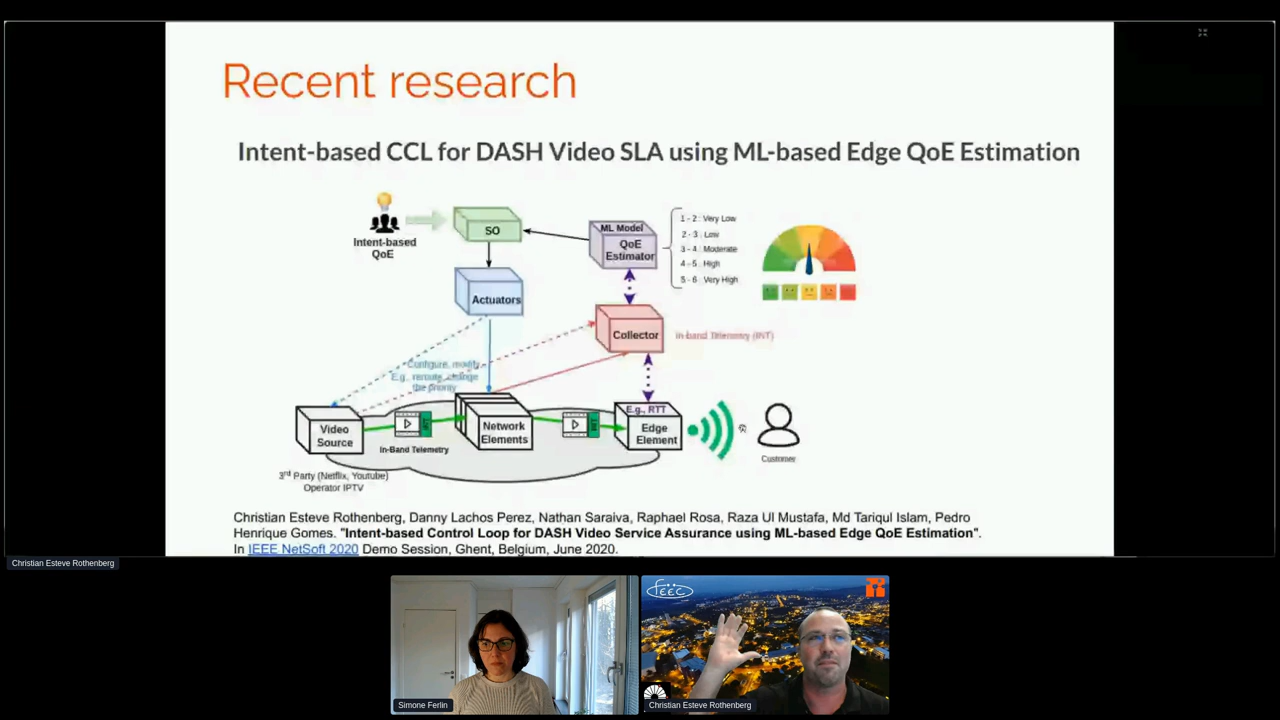 Recent research
Intent-based CCL for DASH Video SLA using ML-based Edge QoE Estimation
Intent-based
QoE
SO
ML Model
QoE
Estimator
1 - 2 : Very Low
2 - 3 : Low
3 - 4 : Moderate
4 - 5 : High
5 - 6 : Very High
Actuators
Collector
In-band Telemetry (INT)
Configure, modify
E.g., reroute, change
the priority
Video
Source
In-Band Telemetry
Network
Elements
E.g., RTT
Edge
Element
Customer
3rd Party (Netflix, Youtube)
Operator IPTV
Christian Esteve Rothenberg, Danny Lachos Perez, Nathan Saraiva, Raphael Rosa, Raza Ul Mustafa, Md Tariqul Islam, Pedro
Henrique Gomes. "Intent-based Control Loop for DASH Video Service Assurance using ML-based Edge QoE Estimation".
In IEEE NetSoft 2020 Demo Session, Ghent, Belgium, June 2020.
Christian Esteve Rothenberg
Simone Ferlin
feec
Christian Esteve Rothenberg